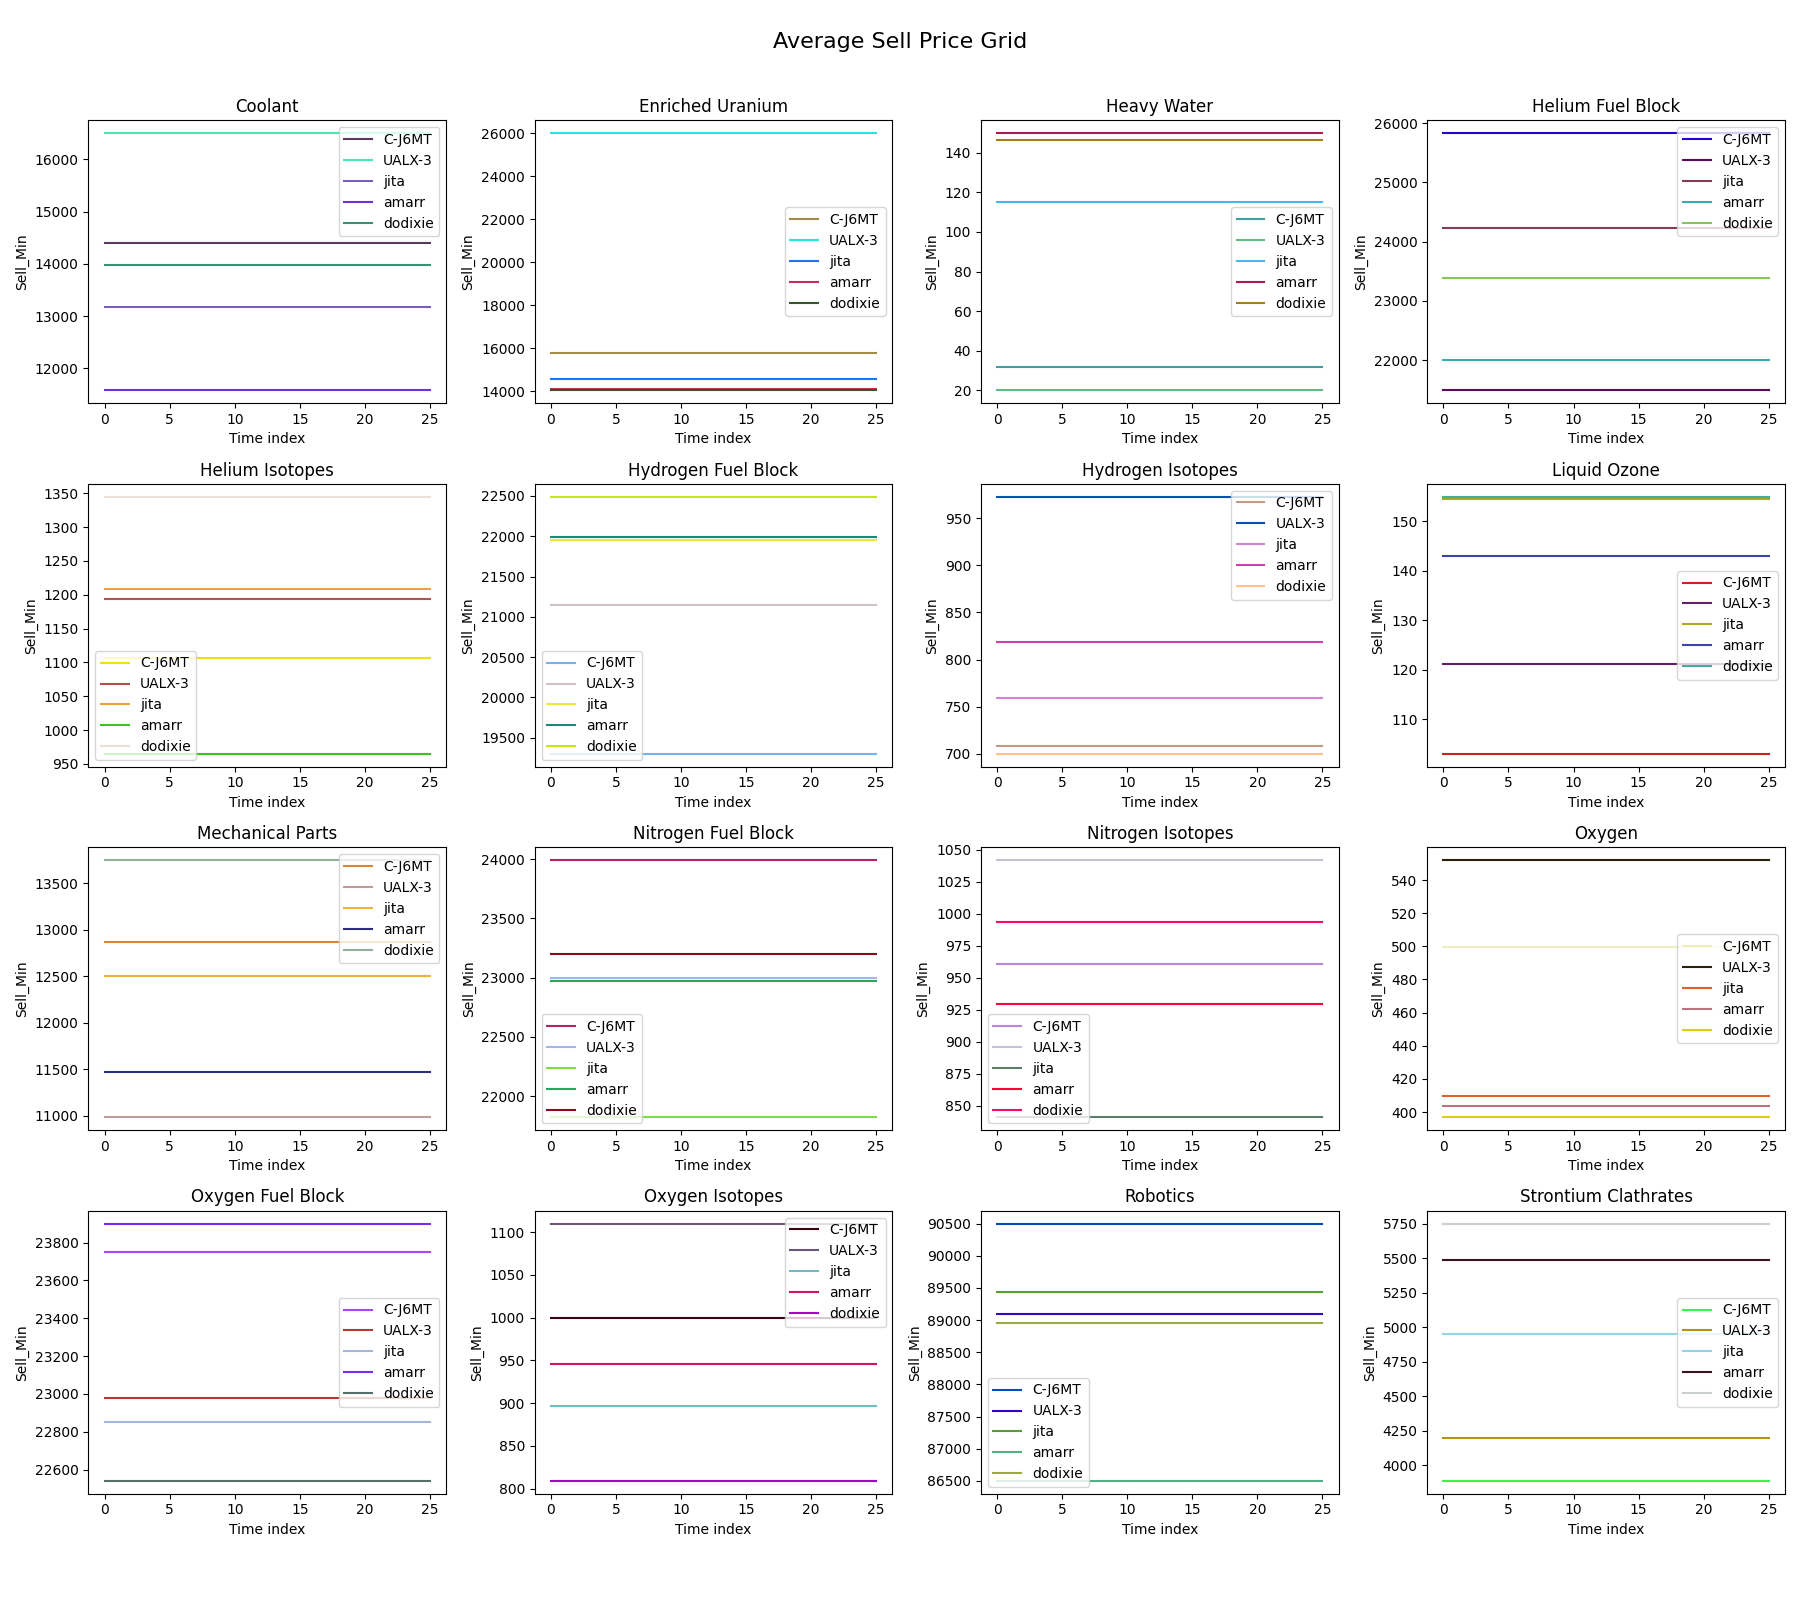 Average Sell Price Grid
Coolant
Sell_Min
16000
15000
14000
13000
12000
C-J6MT
UALX-3
jita
amarr
dodixie
0 5 10 15 20 25
Time index
Enriched Uranium
Sell_Min
26000
24000
22000
20000
18000
16000
14000
C-J6MT
UALX-3
jita
amarr
dodixie
0 5 10 15 20 25
Time index
Heavy Water
Sell_Min
140
120
100
80
60
40
20
C-J6MT
UALX-3
jita
amarr
dodixie
0 5 10 15 20 25
Time index
Helium Fuel Block
Sell_Min
26000
25000
24000
23000
22000
C-J6MT
UALX-3
jita
amarr
dodixie
0 5 10 15 20 25
Time index
Helium Isotopes
Sell_Min
1350
1300
1250
1200
1150
1100
1050
1000
950
C-J6MT
UALX-3
jita
amarr
dodixie
0 5 10 15 20 25
Time index
Hydrogen Fuel Block
Sell_Min
22500
22000
21500
21000
20500
20000
19500
C-J6MT
UALX-3
jita
amarr
dodixie
0 5 10 15 20 25
Time index
Hydrogen Isotopes
Sell_Min
950
900
850
800
750
700
C-J6MT
UALX-3
jita
amarr
dodixie
0 5 10 15 20 25
Time index
Liquid Ozone
Sell_Min
150
140
130
120
110
C-J6MT
UALX-3
jita
amarr
dodixie
0 5 10 15 20 25
Time index
Mechanical Parts
Sell_Min
13500
13000
12500
12000
11500
11000
C-J6MT
UALX-3
jita
amarr
dodixie
0 5 10 15 20 25
Time index
Nitrogen Fuel Block
Sell_Min
24000
23500
23000
22500
22000
C-J6MT
UALX-3
jita
amarr
dodixie
0 5 10 15 20 25
Time index
Nitrogen Isotopes
Sell_Min
1050
1025
1000
975
950
925
900
875
850
C-J6MT
UALX-3
jita
amarr
dodixie
0 5 10 15 20 25
Time index
Oxygen
Sell_Min
540
520
500
480
460
440
420
400
C-J6MT
UALX-3
jita
amarr
dodixie
0 5 10 15 20 25
Time index
Oxygen Fuel Block
Sell_Min
23800
23600
23400
23200
23000
22800
22600
C-J6MT
UALX-3
jita
amarr
dodixie
0 5 10 15 20 25
Time index
Oxygen Isotopes
Sell_Min
1100
1050
1000
950
900
850
800
C-J6MT
UALX-3
jita
amarr
dodixie
0 5 10 15 20 25
Time index
Robotics
Sell_Min
90500
90000
89500
89000
88500
88000
87500
87000
86500
C-J6MT
UALX-3
jita
amarr
dodixie
0 5 10 15 20 25
Time index
Strontium Clathrates
Sell_Min
5750
5500
5250
5000
4750
4500
4250
4000
C-J6MT
UALX-3
jita
amarr
dodixie
0 5 10 15 20 25
Time index